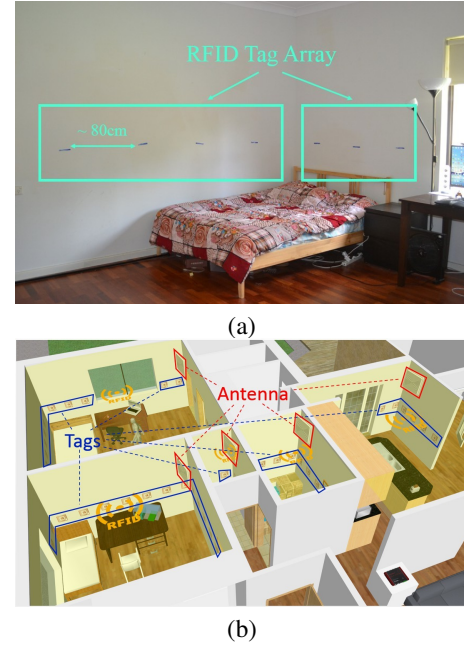 RFID Tag Array
~ 80cm
(a)
Antenna
Tags
RFID
RFID
(b)